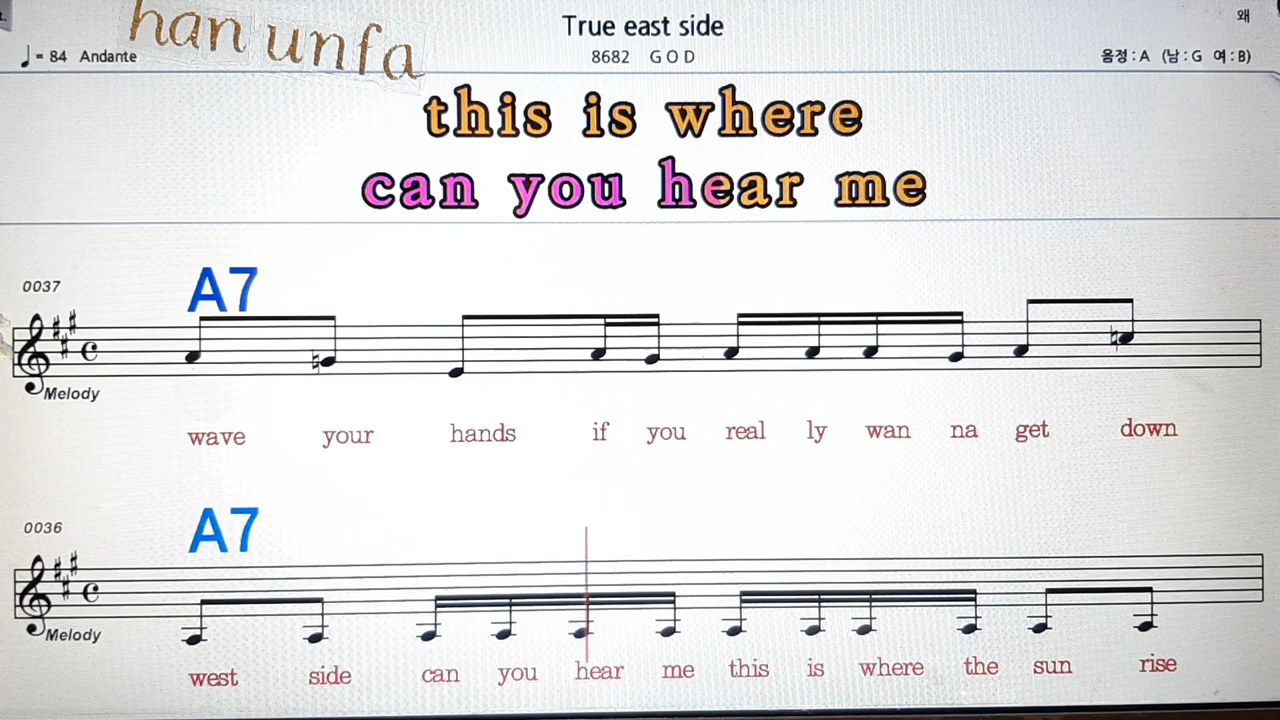 han unfa
True east side
왜
♩= 84 Andante
8682 G O D
음정 : A (남 : G 여 : B)
this is where
can you hear me
A7
0037
Melody
wave your hands if you real ly wan na get down
A7
0036
Melody
west side can you hear me this is where the sun rise